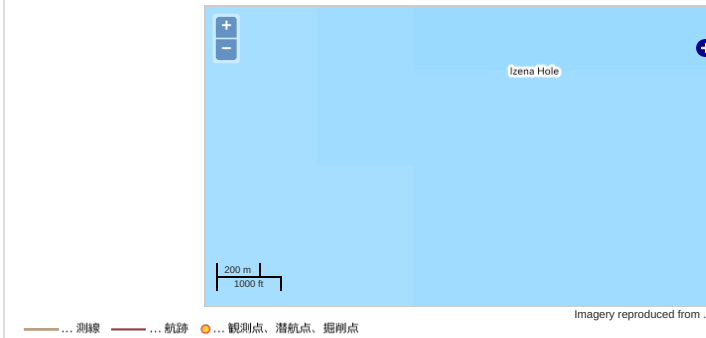 +
−
Izena Hole
200 m
1000 ft
Imagery reproduced from .
... 測線 ... 航跡 ... 観測点、潜航点、掘削点